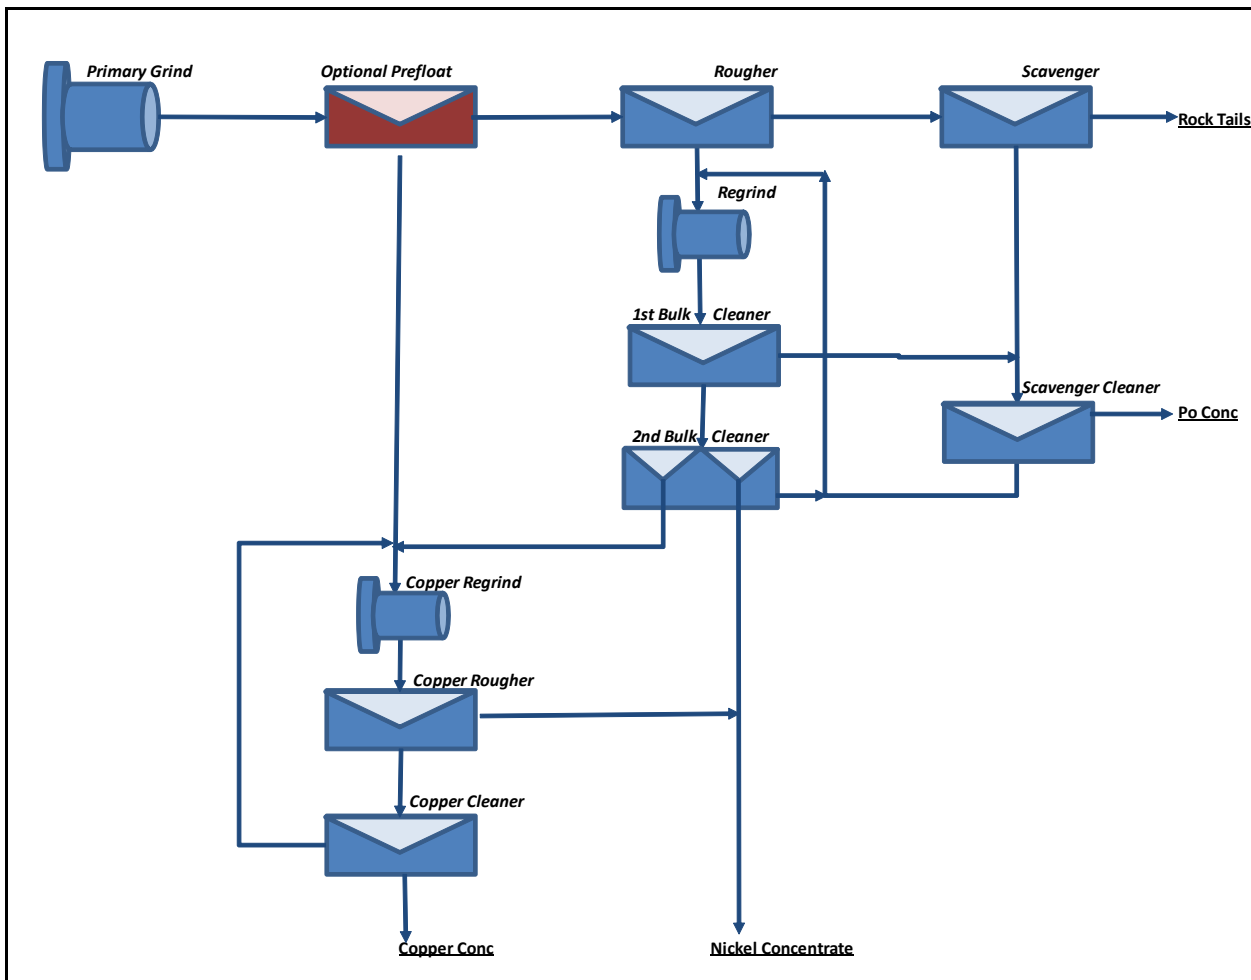 Primary Grind
Optional Prefloat
Rougher
Scavenger
Rock Tails
Regrind
1st Bulk Cleaner
Scavenger Cleaner
Po Conc
2nd Bulk Cleaner
Copper Regrind
Copper Rougher
Copper Cleaner
Copper Conc
Nickel Concentrate